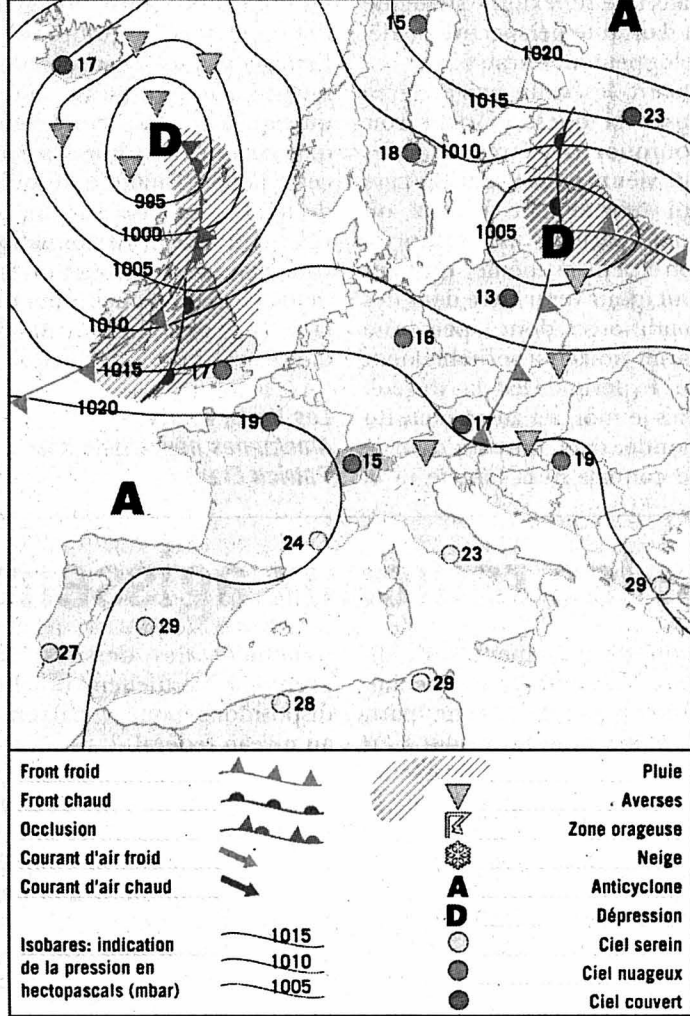 15
A
17
1020
1015
23
D
18
1010
995
1005
1000
D
1005
13
1010
16
1015
17
1020
19
17
15
19
A
24
23
29
29
27
29
28
Front froid
Front chaud
Occlusion
Courant d'air froid
Courant d'air chaud
Isobares: indication
de la pression en
hectopascals (mbar)
1015
1010
1005
Pluie
Averses
Zone orageuse
Neige
A Anticyclone
D Dépression
Ciel serein
Ciel nuageux
Ciel couvert